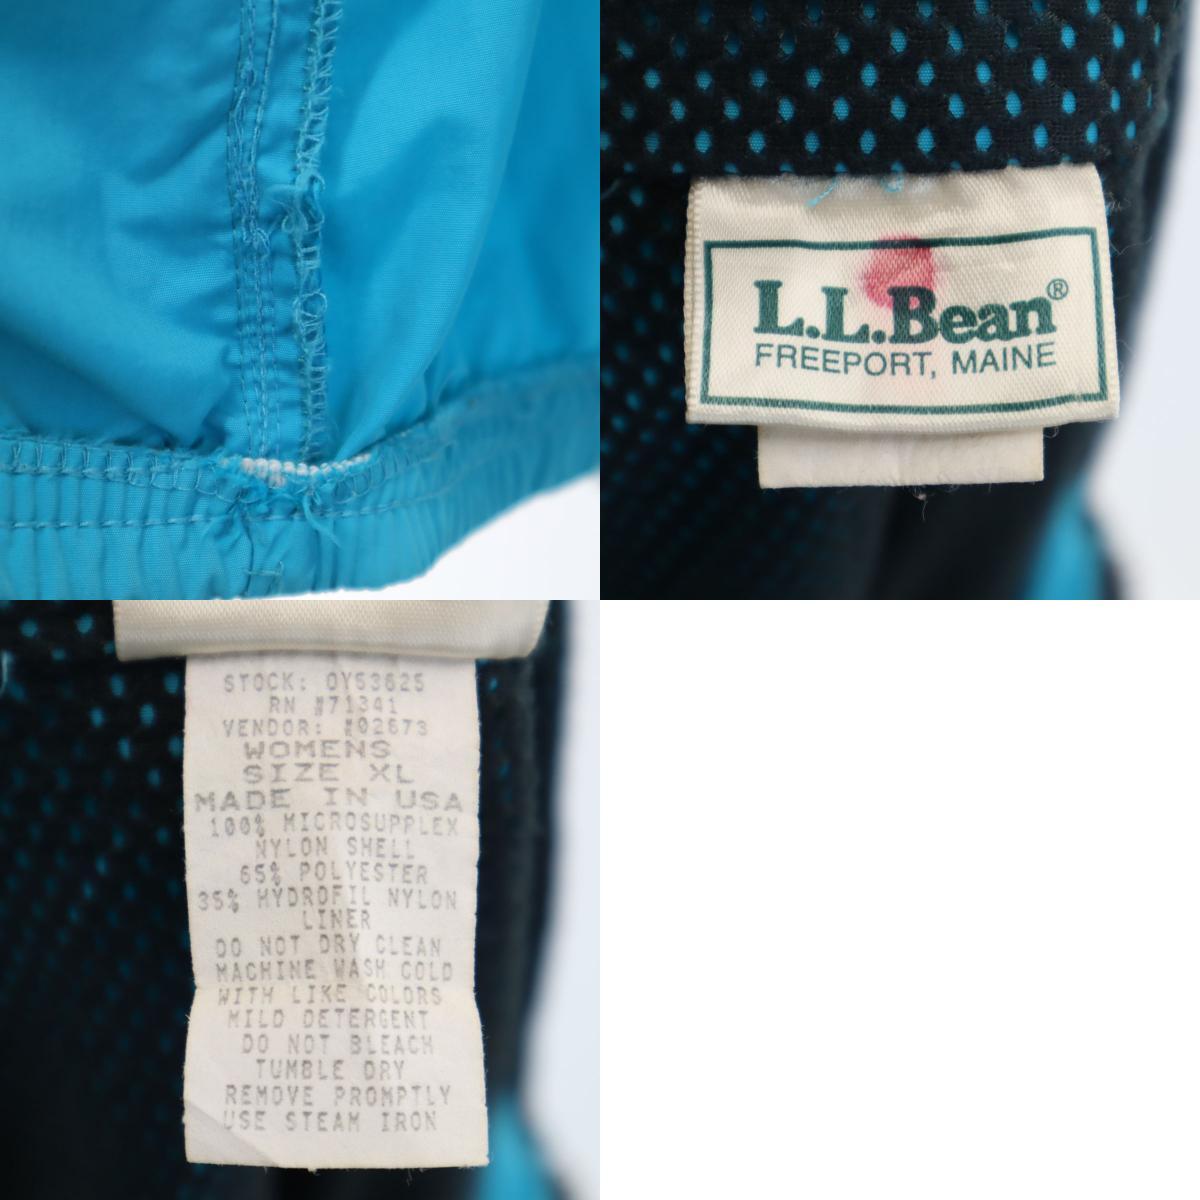 L.L.Bean®
FREEPORT, MAINE
STOCK: 0Y53625
RN #71341
VENDOR: #02673
WOMENS
SIZE XL
MADE IN USA
100% MICROSUPPLEX
NYLON SHELL
65% POLYESTER
35% HYDROFIL NYLON
LINER
DO NOT DRY CLEAN
MACHINE WASH COLD
WITH LIKE COLORS
MILD DETERGENT
DO NOT BLEACH
TUMBLE DRY
REMOVE PROMPTLY
USE STEAM IRON